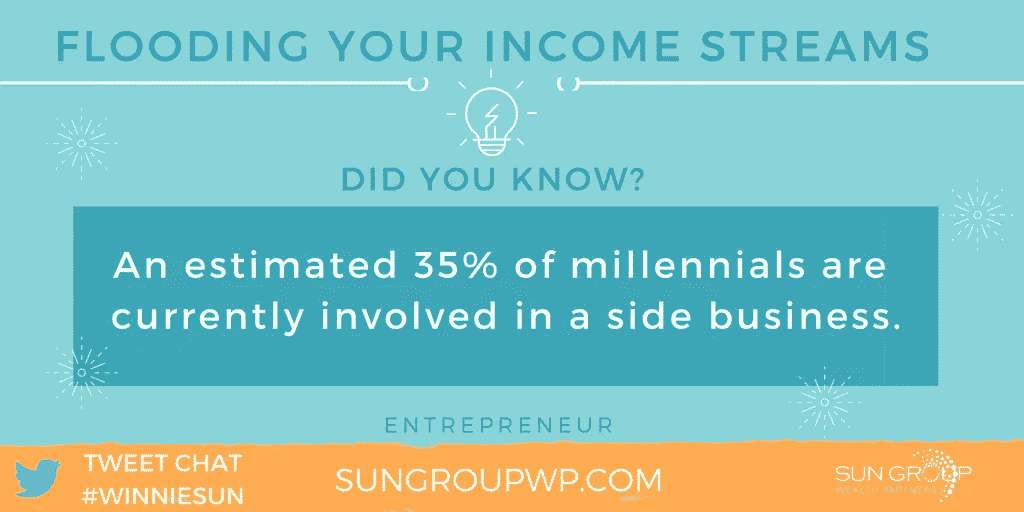 FLOODING YOUR INCOME STREAMS
DID YOU KNOW?
An estimated 35% of millennials are
currently involved in a side business.
ENTREPRENEUR
TWEET CHAT
#WINNIESUN
SUNGROUPWP.COM
SUN GROUP
WEALTH PARTNERS